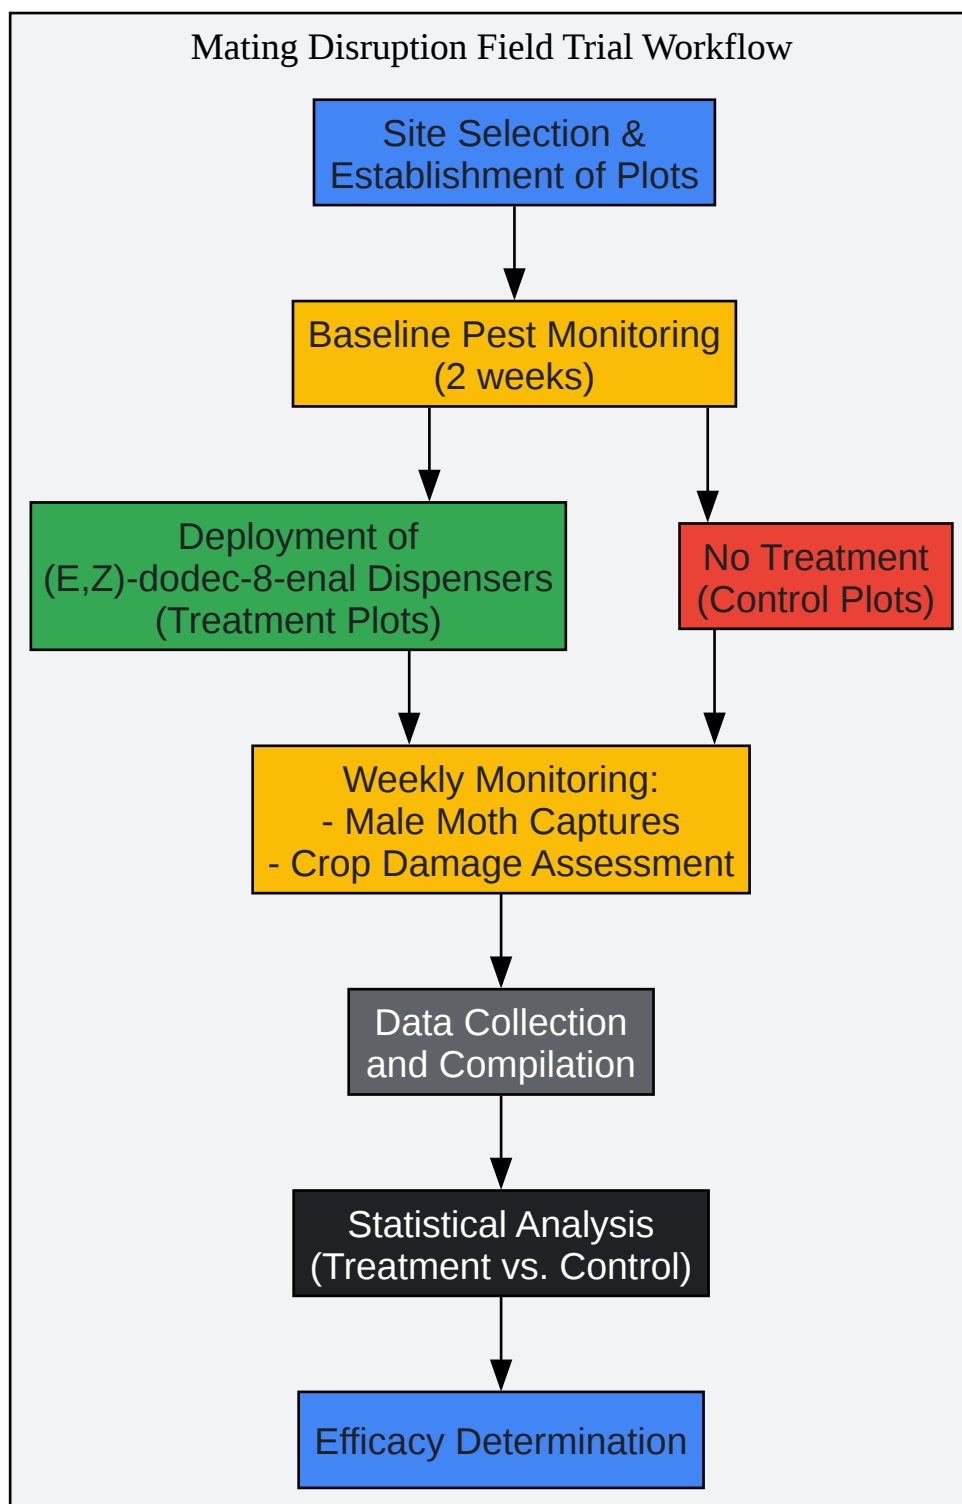 Mating Disruption Field Trial Workflow
Site Selection &
Establishment of Plots
Baseline Pest Monitoring
(2 weeks)
Deployment of
(E,Z)-dodec-8-enal Dispensers
(Treatment Plots)
No Treatment
(Control Plots)
Weekly Monitoring:
- Male Moth Captures
- Crop Damage Assessment
Data Collection
and Compilation
Statistical Analysis
(Treatment vs. Control)
Efficacy Determination